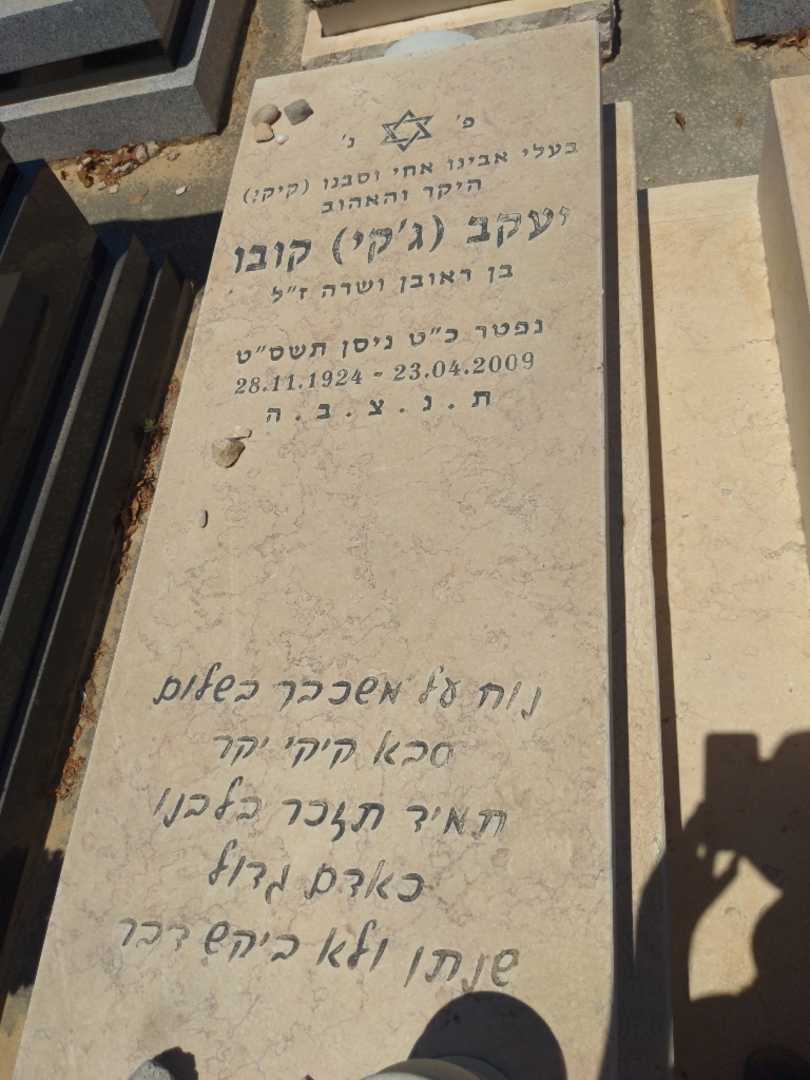 פ' נ'
בעלי אבינו אחי וסבנו (קיקי)
היקר והאהוב
יעקב (ג'קי) קובו
בן ראובן ושרה ז"ל
נפטר כ"ט ניסן תשס"ט
28.11.1924 - 23.04.2009
ת . נ . צ . ב . ה
נוח על משכבך בשלום
סבא קיקי יקר
תמיד תזכר בלבנו
כאדם גדול
שנתן ולא ביקש דבר